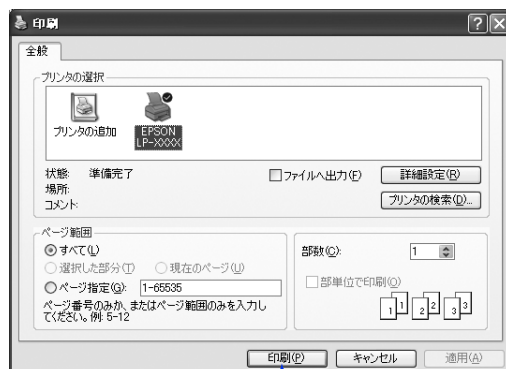 印刷
全般
プリンタの選択
プリンタの追加
EPSON
LP-XXXX
状態: 準備完了
場所:
コメント:
ファイルへ出力(F)
詳細設定(R)
プリンタの検索(D)...
ページ範囲
すべて(L)
選択した部分(T) 現在のページ(U)
ページ指定(G): 1-65535
ページ番号のみか、またはページ範囲のみを入力し
てください。例: 5-12
部数(C): 1
部単位で印刷(O)
1 1 2 2 3 3
印刷(P) キャンセル 適用(A)